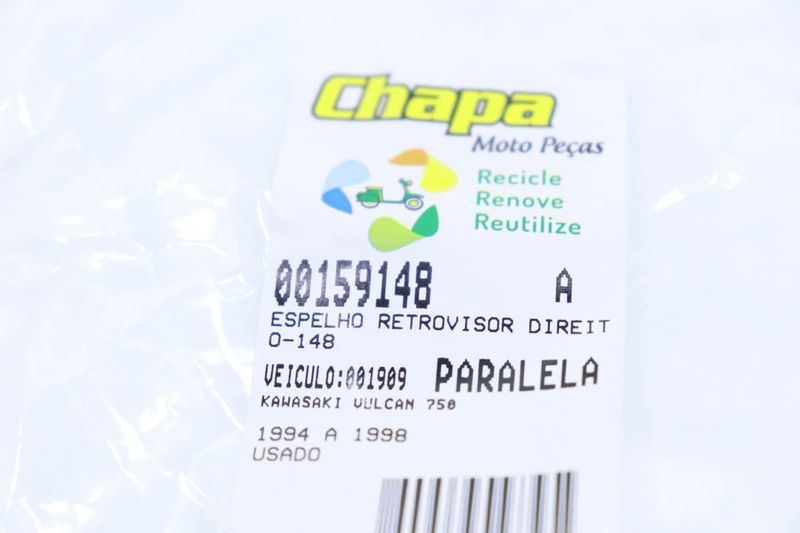 Chapa
Moto Peças
Recicle
Renove
Reutilize
00159148 A
ESPELHO RETROVISOR DIREIT
O-148
VEICULO:001909 PARALELA
KAWASAKI VULCAN 750
1994 A 1998
USADO